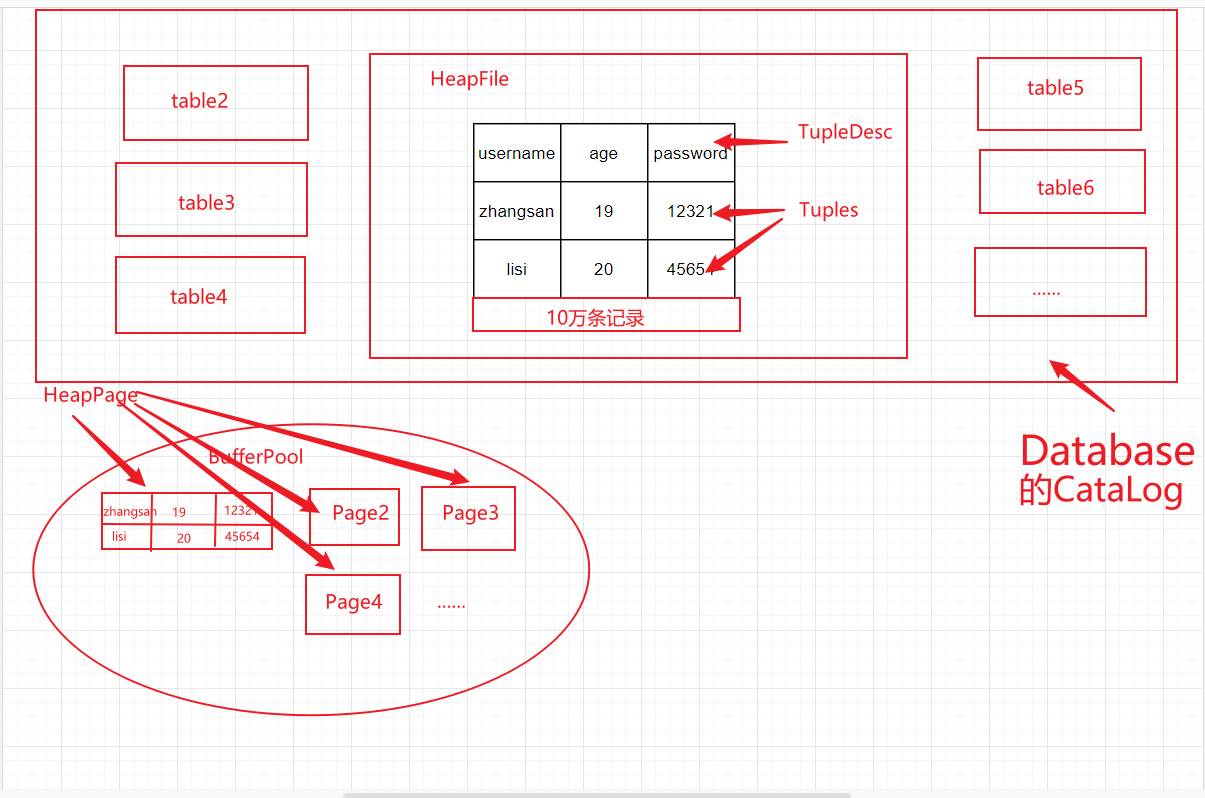 table2
table3
table4
HeapFile
username age password
zhangsan 19 12321
lisi 20 45654
10万条记录
TupleDesc
Tuples
table5
table6
......
Database
的CataLog
HeapPage
BufferPool
zhangsan 19 12321
lisi 20 45654
Page2
Page3
Page4
......